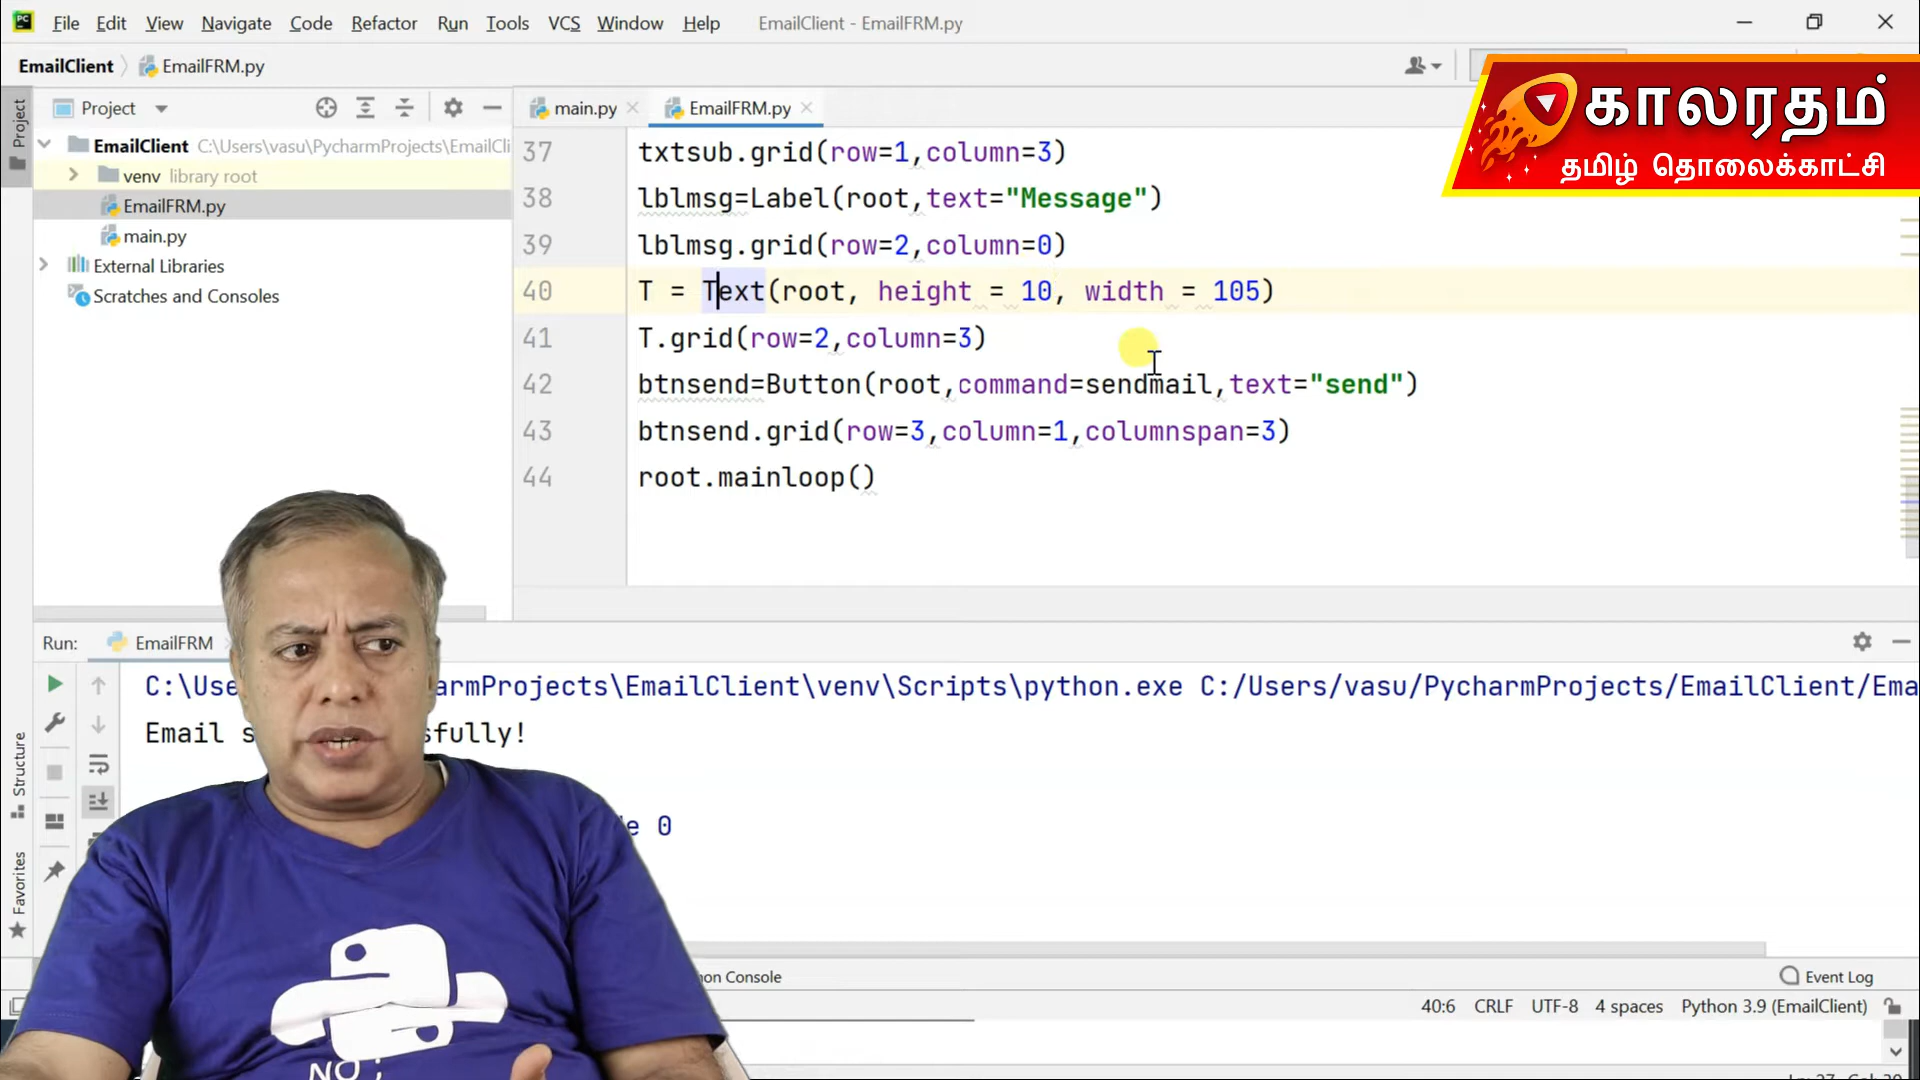 File Edit View Navigate Code Refactor Run Tools VCS Window Help EmailClient - EmailFRM.py
EmailClient EmailFRM.py
காலரதம்
தமிழ் தொலைக்காட்சி
Project
Project
main.py EmailFRM.py
EmailClient C:\Users\vasu\PycharmProjects\EmailCli
venv library root
EmailFRM.py
main.py
External Libraries
Scratches and Consoles
37 txtsub.grid(row=1,column=3)
38 lblmsg=Label(root,text="Message")
39 lblmsg.grid(row=2,column=0)
40 T = Text(root, height = 10, width = 105)
41 T.grid(row=2,column=3)
42 btnsend=Button(root,command=sendmail,text="send")
43 btnsend.grid(row=3,column=1,columnspan=3)
44 root.mainloop()
Run: EmailFRM
C:\Use armProjects\EmailClient\venv\Scripts\python.exe C:/Users/vasu/PycharmProjects/EmailClient/Ema
Email s sfully!
e 0
Structure
Favorites
NO ;
on Console
Event Log
40:6 CRLF UTF-8 4 spaces Python 3.9 (EmailClient)